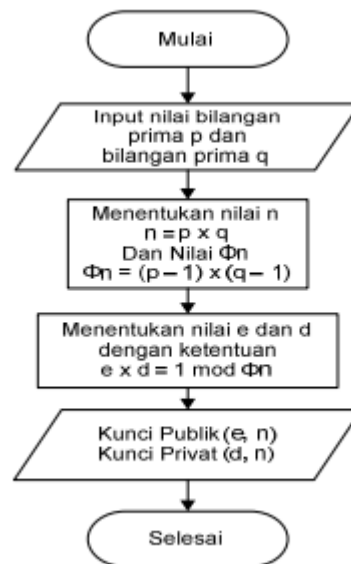 Mulai
Input nilai bilangan
prima p dan
bilangan prima q
Menentukan nilai n
n = p x q
Dan Nilai Φn
Φn = (p – 1) x (q – 1)
Menentukan nilai e dan d
dengan ketentuan
e x d = 1 mod Φn
Kunci Publik (e, n)
Kunci Privat (d, n)
Selesai